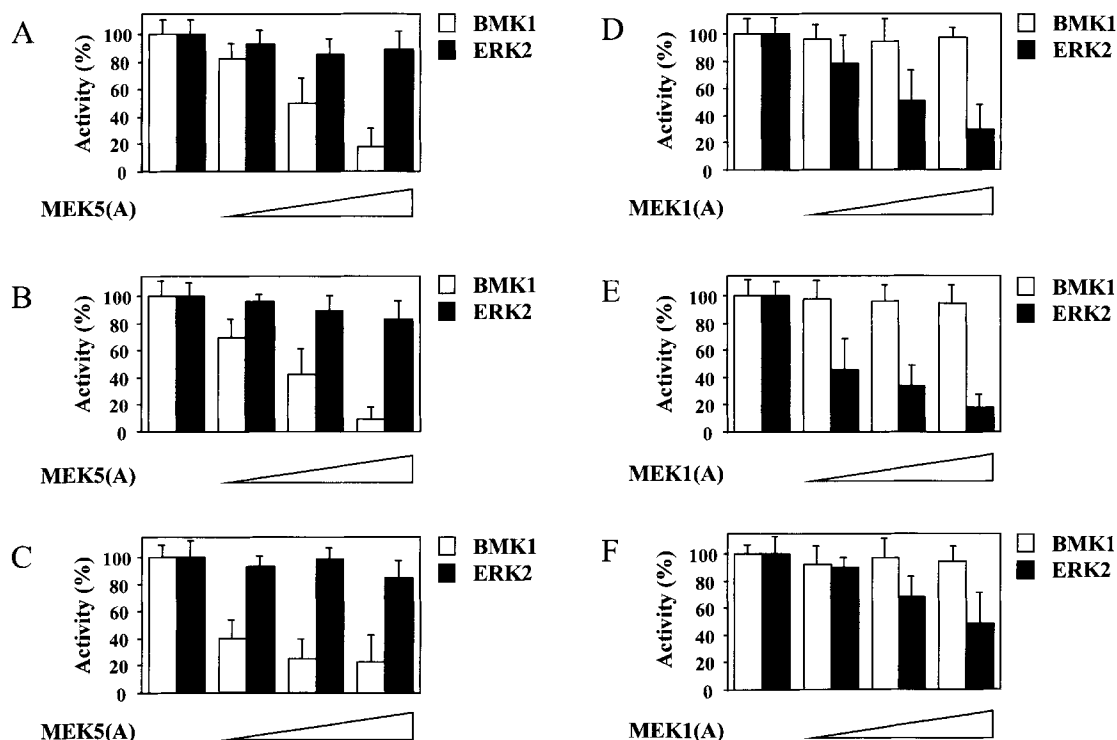 A
Activity (%)
100
80
60
40
20
0
BMK1
ERK2
MEK5(A)
B
Activity (%)
100
80
60
40
20
0
BMK1
ERK2
MEK5(A)
C
Activity (%)
100
80
60
40
20
0
BMK1
ERK2
MEK5(A)
D
Activity (%)
100
80
60
40
20
0
BMK1
ERK2
MEK1(A)
E
Activity (%)
100
80
60
40
20
0
BMK1
ERK2
MEK1(A)
F
Activity (%)
100
80
60
40
20
0
BMK1
ERK2
MEK1(A)